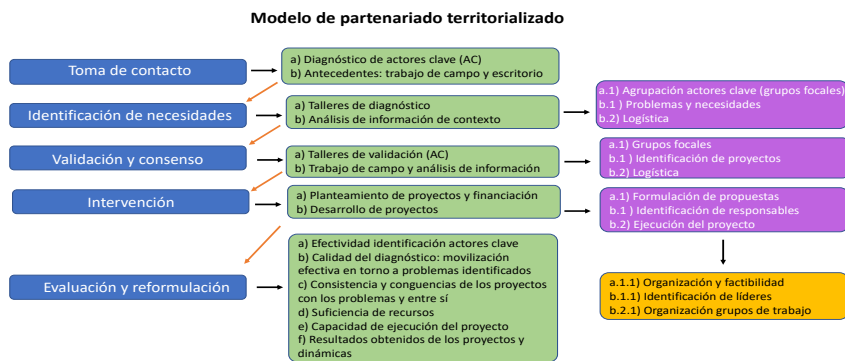 Modelo de partenariado territorializado
Toma de contacto
a) Diagnóstico de actores clave (AC)
b) Antecedentes: trabajo de campo y escritorio
Identificación de necesidades
a) Talleres de diagnóstico
b) Análisis de información de contexto
a.1) Agrupación actores clave (grupos focales)
b.1 ) Problemas y necesidades
b.2) Logística
Validación y consenso
a) Talleres de validación (AC)
b) Trabajo de campo y análisis de información
a.1) Grupos focales
b.1 ) Identificación de proyectos
b.2) Logística
Intervención
a) Planteamiento de proyectos y financiación
b) Desarrollo de proyectos
a.1) Formulación de propuestas
b.1 ) Identificación de responsables
b.2) Ejecución del proyecto
Evaluación y reformulación
a) Efectividad identificación actores clave
b) Calidad del diagnóstico: movilización
efectiva en torno a problemas identificados
c) Consistencia y conguencias de los proyectos
con los problemas y entre sí
d) Suficiencia de recursos
e) Capacidad de ejecución del proyecto
f) Resultados obtenidos de los proyectos y
dinámicas
a.1.1) Organización y factibilidad
b.1.1) Identificación de líderes
b.2.1) Organización grupos de trabajo